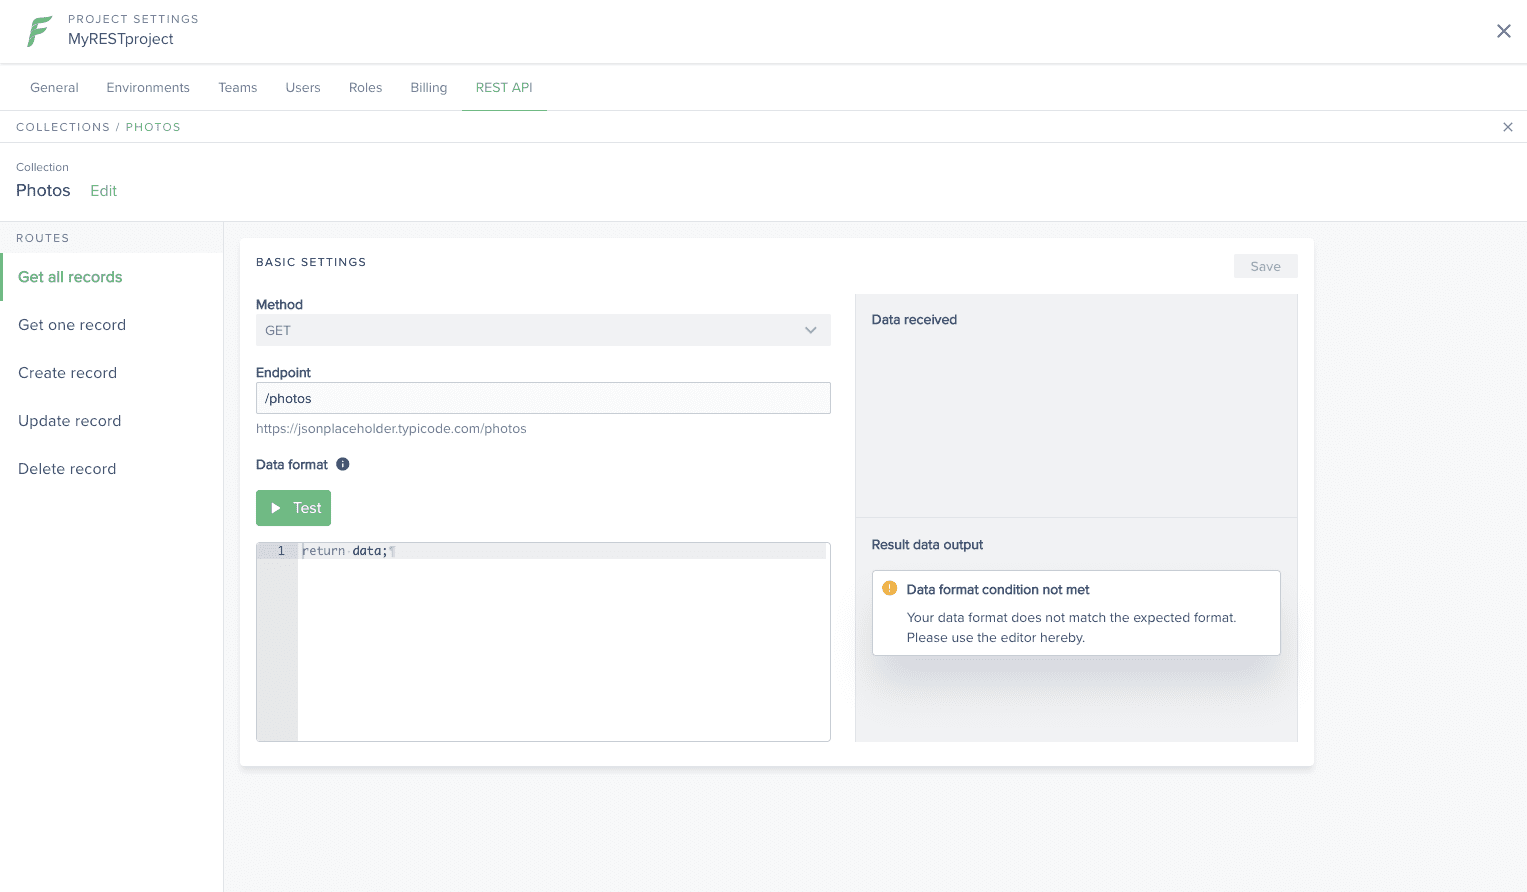 PROJECT SETTINGS
MyRESTproject
General Environments Teams Users Roles Billing REST API
COLLECTIONS / PHOTOS
Collection
Photos Edit
ROUTES
Get all records
Get one record
Create record
Update record
Delete record
BASIC SETTINGS
Save
Method
GET
Endpoint
/photos
https://jsonplaceholder.typicode.com/photos
Data format
Test
1 return data;¶
Data received
Result data output
Data format condition not met
Your data format does not match the expected format.
Please use the editor hereby.